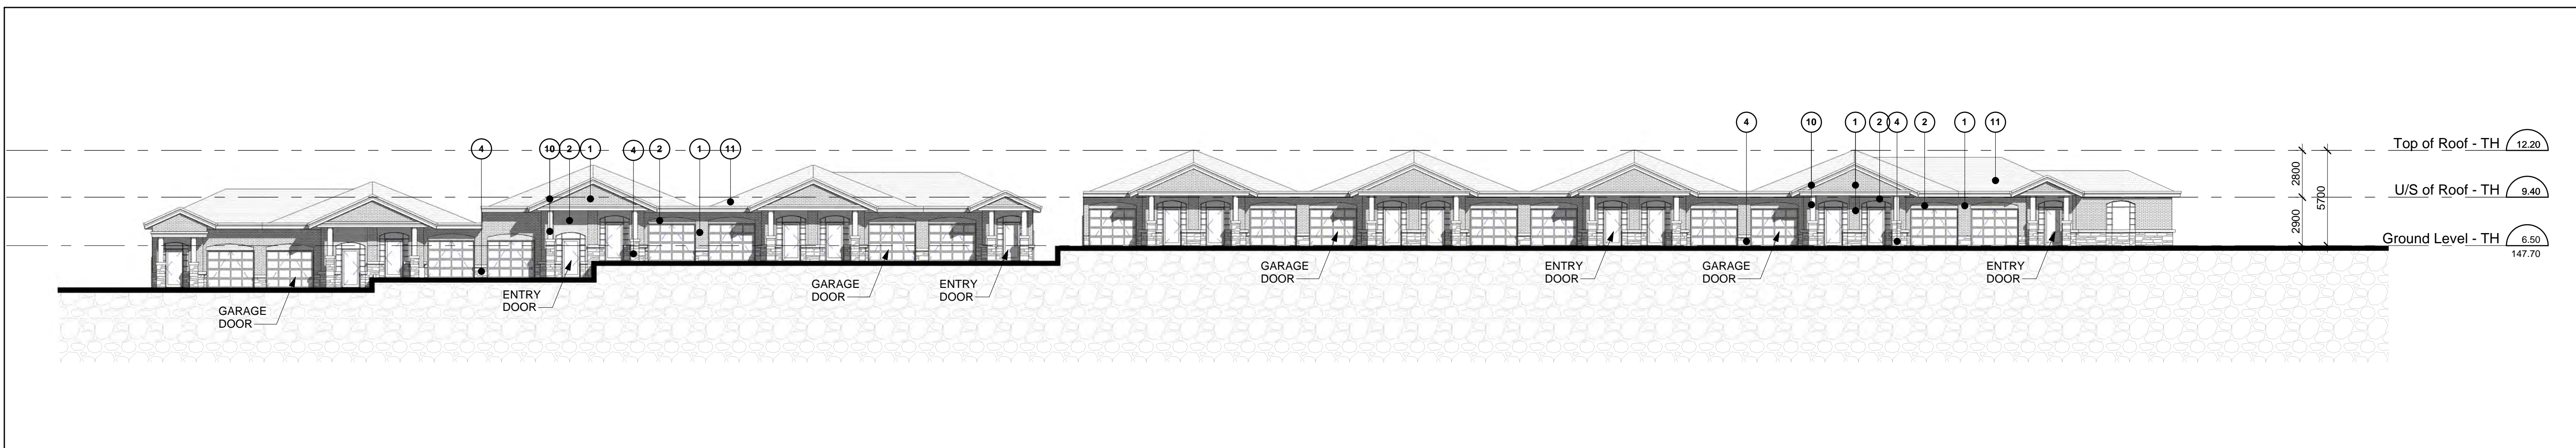 4
10
2
1
4
2
1
11
4
10
1
2
4
2
1
11
Top of Roof - TH 12.20
U/S of Roof - TH 9.40
Ground Level - TH 6.50
147.70
2800
2900
5700
GARAGE
DOOR
ENTRY
DOOR
GARAGE
DOOR
ENTRY
DOOR
GARAGE
DOOR
ENTRY
DOOR
GARAGE
DOOR
ENTRY
DOOR